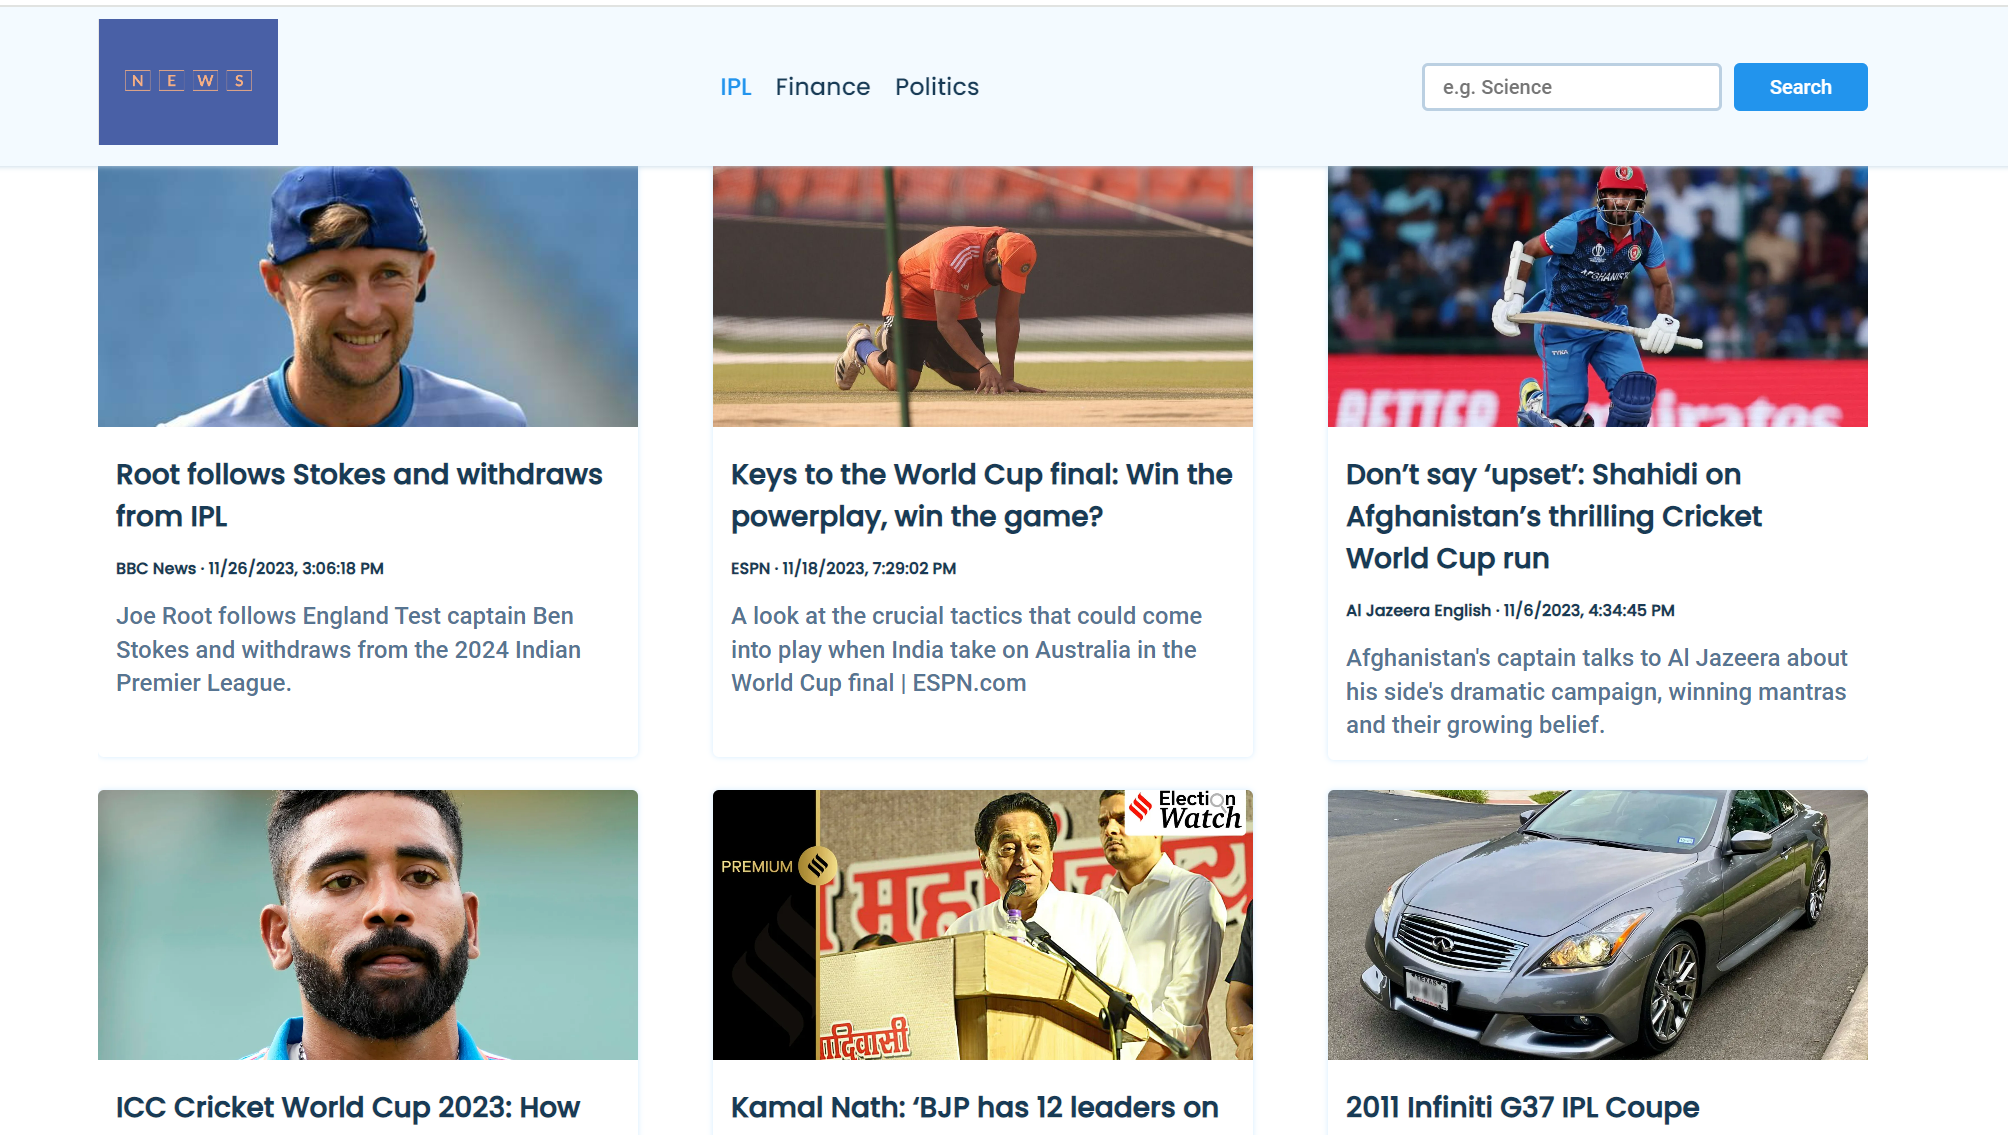 NEWS
IPL Finance Politics
e.g. Science
Search
AFGHANIST
TYKA
BETTER
Emirates
Root follows Stokes and withdraws
from IPL
BBC News · 11/26/2023, 3:06:18 PM
Joe Root follows England Test captain Ben
Stokes and withdraws from the 2024 Indian
Premier League.
Keys to the World Cup final: Win the
powerplay, win the game?
ESPN · 11/18/2023, 7:29:02 PM
A look at the crucial tactics that could come
into play when India take on Australia in the
World Cup final | ESPN.com
Don’t say ‘upset’: Shahidi on
Afghanistan’s thrilling Cricket
World Cup run
Al Jazeera English · 11/6/2023, 4:34:45 PM
Afghanistan's captain talks to Al Jazeera about
his side's dramatic campaign, winning mantras
and their growing belief.
Election
Watch
PREMIUM
ICC Cricket World Cup 2023: How
Kamal Nath: ‘BJP has 12 leaders on
2011 Infiniti G37 IPL Coupe